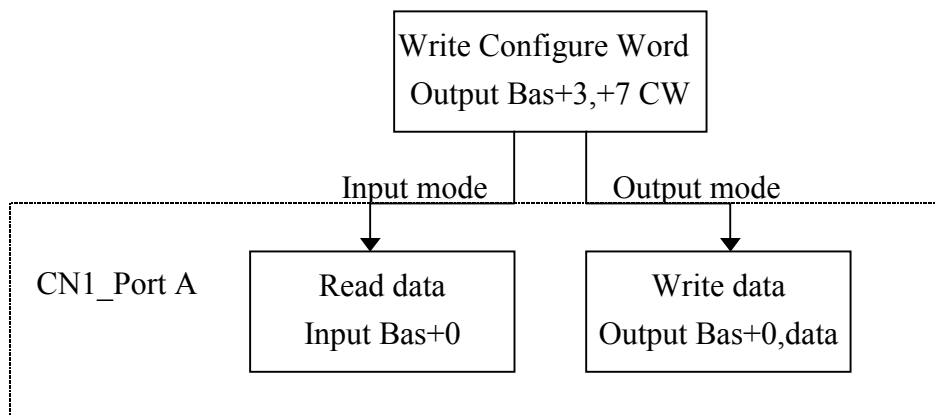 Write Configure Word
Output Bas+3,+7 CW
Input mode
Output mode
CN1_Port A
Read data
Input Bas+0
Write data
Output Bas+0,data